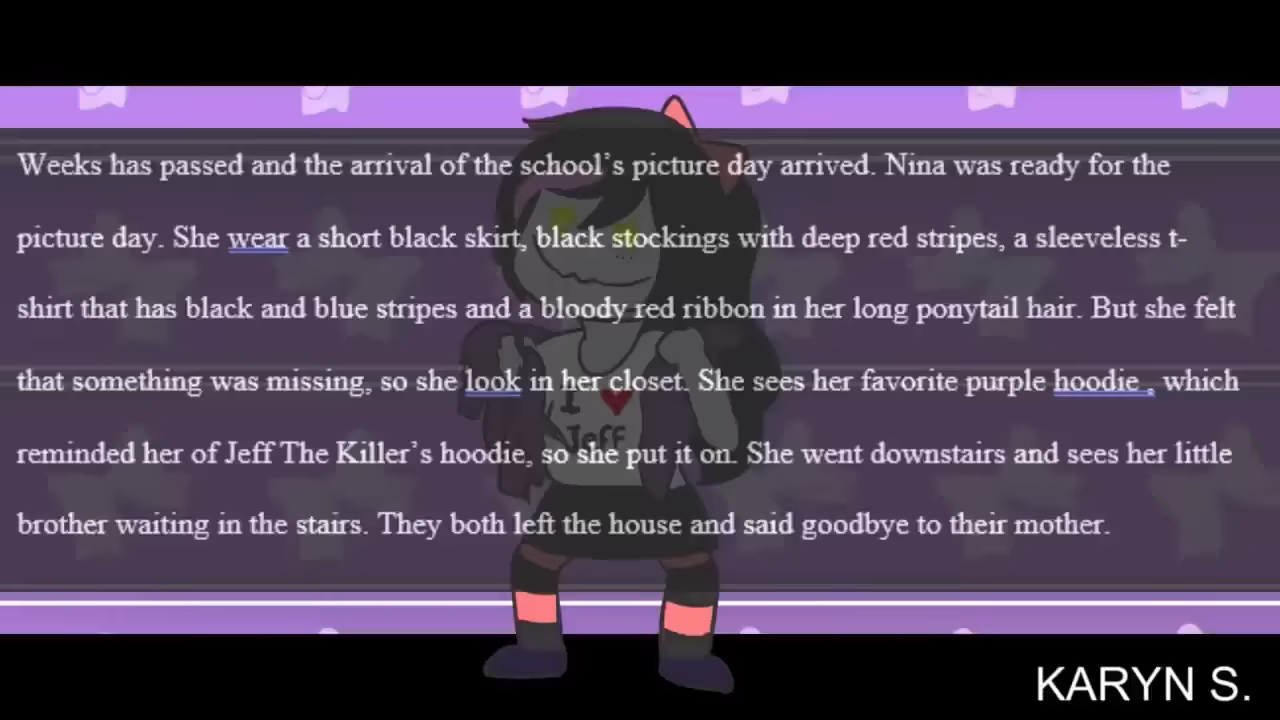 Weeks has passed and the arrival of the school’s picture day arrived. Nina was ready for the
picture day. She wear a short black skirt, black stockings with deep red stripes, a sleeveless t-
shirt that has black and blue stripes and a bloody red ribbon in her long ponytail hair. But she felt
that something was missing, so she look in her closet. She sees her favorite purple hoodie , which
I ♥
reminded her of Jeff The Killer’s hoodie, so she put it on. She went downstairs and sees her little
Jeff
brother waiting in the stairs. They both left the house and said goodbye to their mother.
KARYN S.